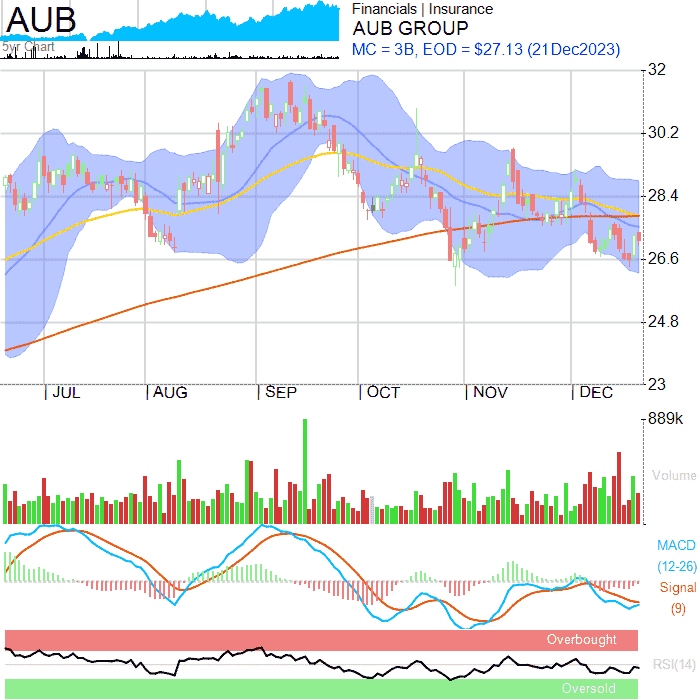 AUB
5yr Chart
Financials | Insurance
AUB GROUP
MC = 3B, EOD = $27.13 (21Dec2023)
32
30.2
28.4
26.6
24.8
23
JUL AUG SEP OCT NOV DEC
889k
Volume
MACD
(12-26)
Signal
(9)
Overbought
RSI(14)
Oversold